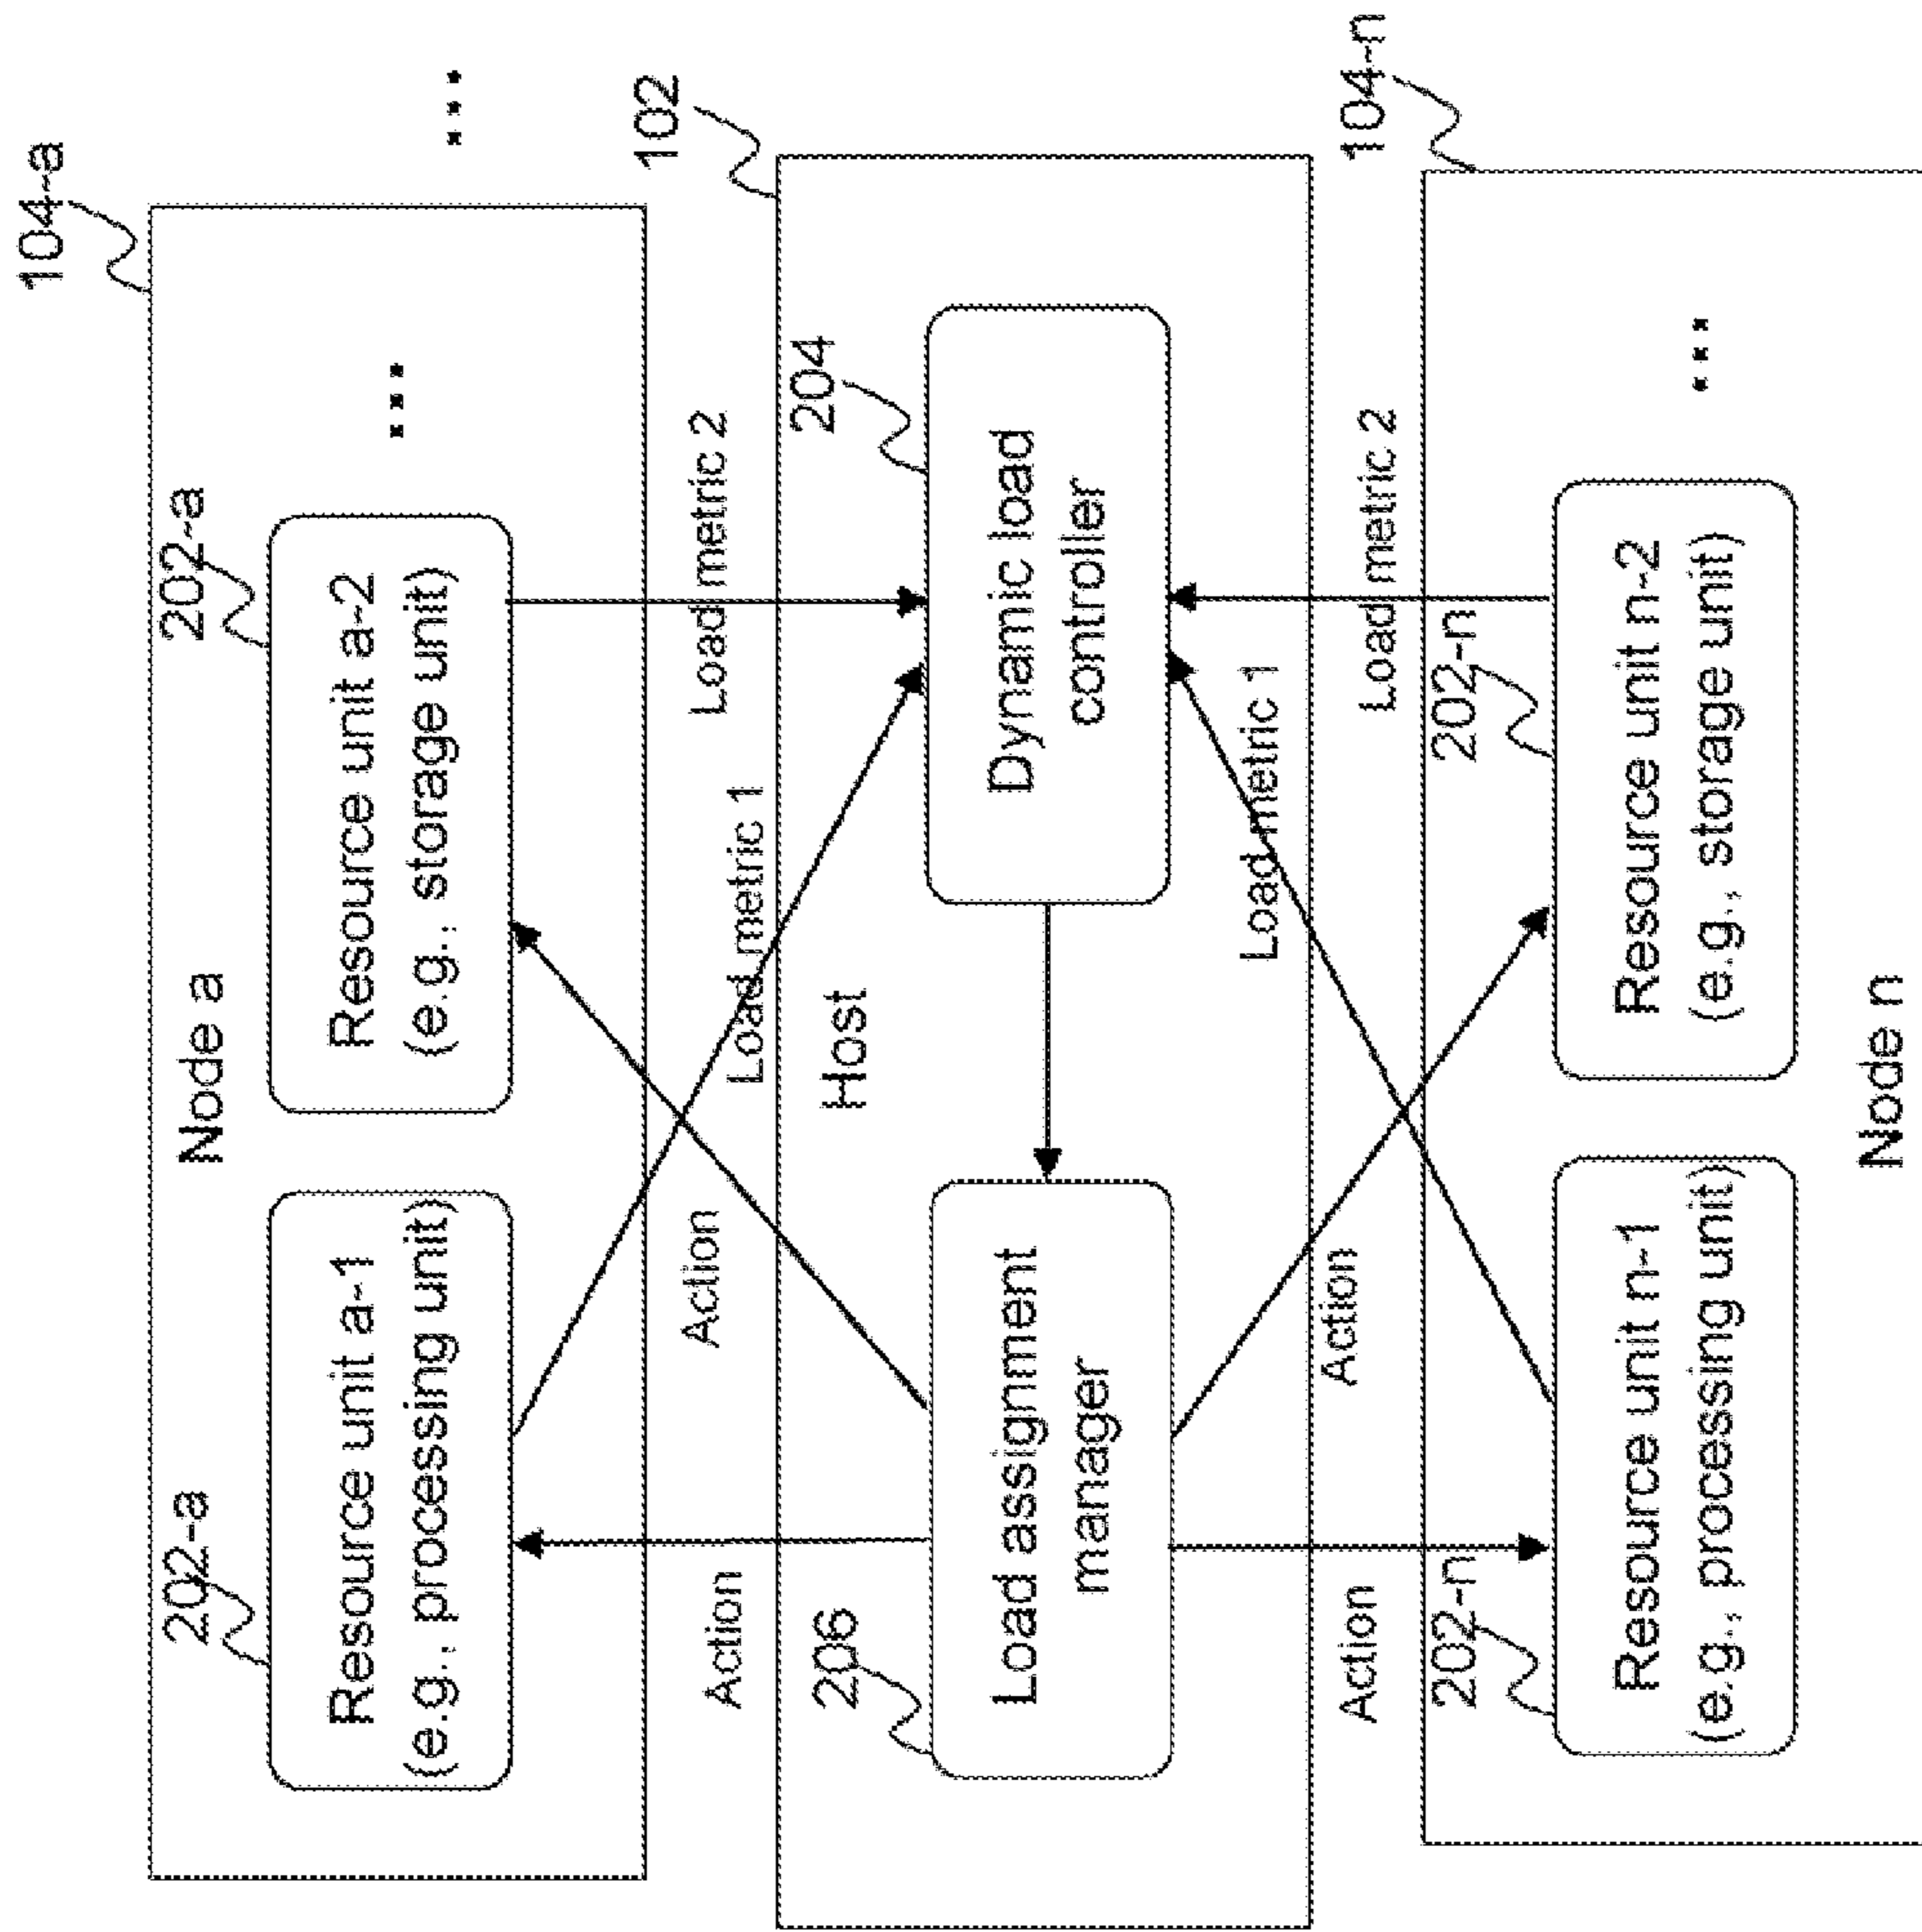 104-a
Node a
202-a
Resource unit a-1
(e.g., processing unit)
202-a
Resource unit a-2
(e.g., storage unit)
...
...
Action
Action
Load metric 1
Load metric 2
102
Host
206
Load assignment
manager
204
Dynamic load
controller
Action
Action
Load metric 1
Load metric 2
104-n
202-n
Resource unit n-1
(e.g., processing unit)
202-n
Resource unit n-2
(e.g., storage unit)
...
Node n